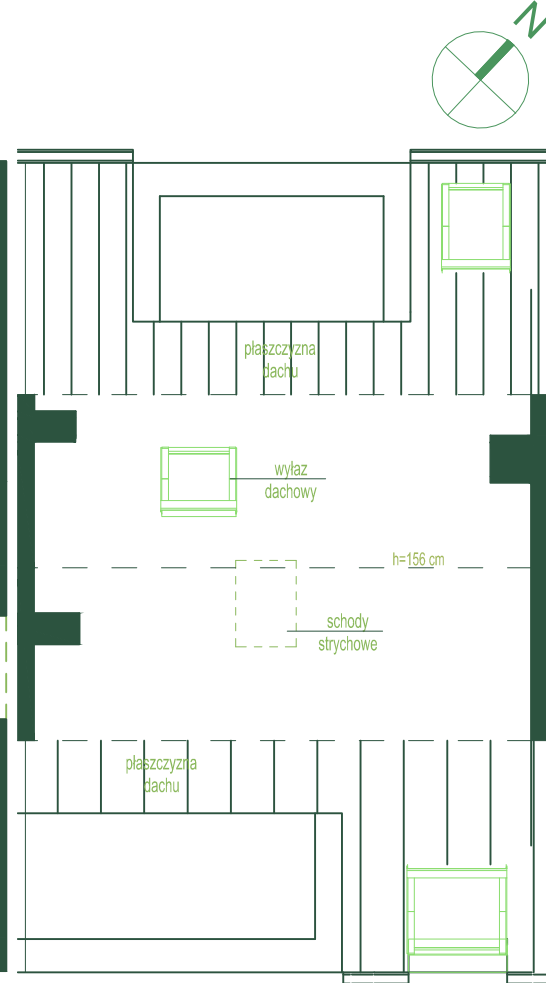 N
płaszczyzna
dachu
wyłaz
dachowy
h=156 cm
schody
strychowe
płaszczyzna
dachu